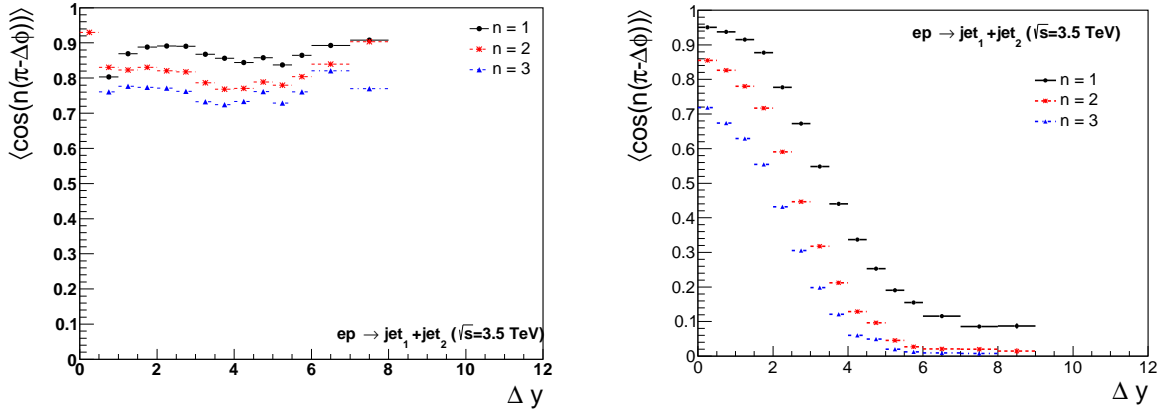 ⟨cos(n(π-Δϕ))⟩
1
0.9
0.8
0.7
0.6
0.5
0.4
0.3
0.2
0.1
0
n = 1
n = 2
n = 3
ep → jet₁+jet₂ (√s=3.5 TeV)
0 2 4 6 8 10 12
Δ y
⟨cos(n(π-Δϕ))⟩
1
0.9
0.8
0.7
0.6
0.5
0.4
0.3
0.2
0.1
0
ep → jet₁+jet₂ (√s=3.5 TeV)
n = 1
n = 2
n = 3
0 2 4 6 8 10 12
Δ y